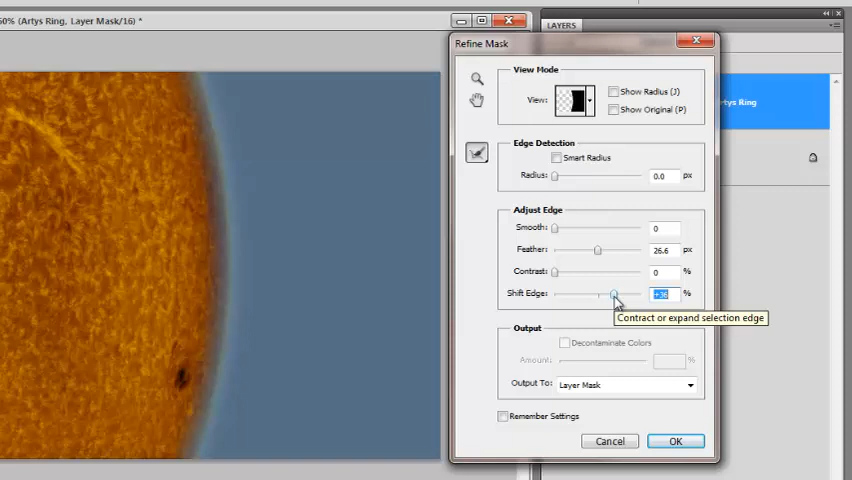 50% (Artys Ring, Layer Mask/16) *
LAYERS
Refine Mask
View Mode
View:
Show Radius (J)
Show Original (P)
Artys Ring
Edge Detection
Smart Radius
Radius: 0.0 px
Adjust Edge
Smooth: 0
Feather: 26.6 px
Contrast: 0 %
Shift Edge: +36 %
Contract or expand selection edge
Output
Decontaminate Colors
Amount: %
Output To: Layer Mask
Remember Settings
Cancel OK